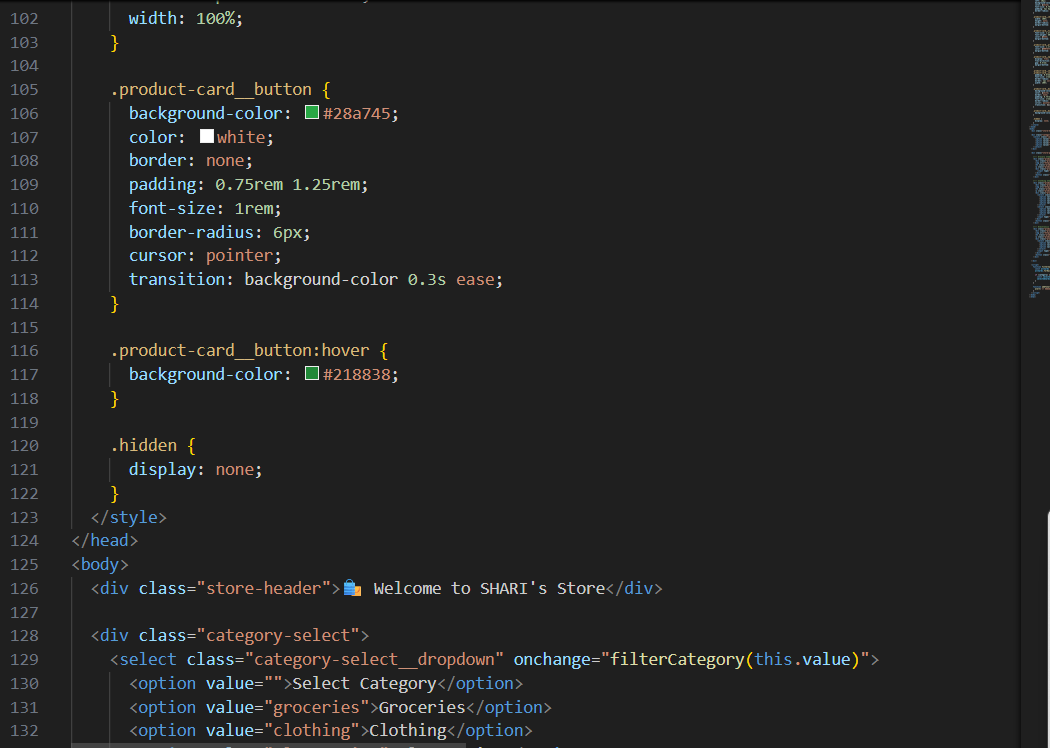 102 width: 100%;
103 }
104
105 .product-card__button {
106 background-color: #28a745;
107 color: white;
108 border: none;
109 padding: 0.75rem 1.25rem;
110 font-size: 1rem;
111 border-radius: 6px;
112 cursor: pointer;
113 transition: background-color 0.3s ease;
114 }
115
116 .product-card__button:hover {
117 background-color: #218838;
118 }
119
120 .hidden {
121 display: none;
122 }
123 </style>
124 </head>
125 <body>
126 <div class="store-header">🛍️ Welcome to SHARI's Store</div>
127
128 <div class="category-select">
129 <select class="category-select__dropdown" onchange="filterCategory(this.value)">
130 <option value="">Select Category</option>
131 <option value="groceries">Groceries</option>
132 <option value="clothing">Clothing</option>